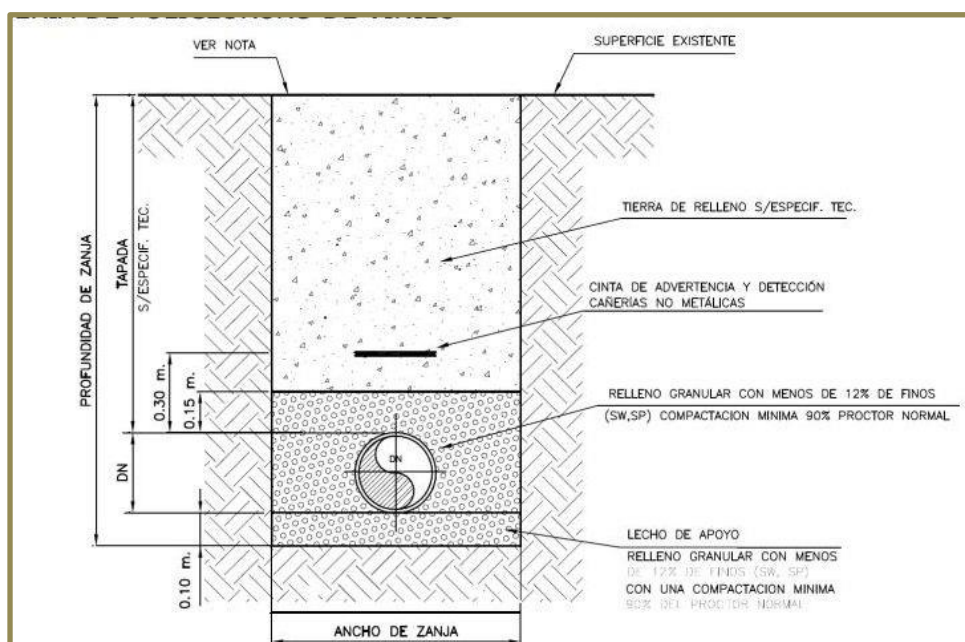 VER NOTA
SUPERFICIE EXISTENTE
PROFUNDIDAD DE ZANJA
TAPADA
S/ESPECIF. TEC.
TIERRA DE RELLENO S/ESPECIF. TEC.
CINTA DE ADVERTENCIA Y DETECCIÓN
CAÑERÍAS NO METÁLICAS
0.30 m.
0.15 m.
RELLENO GRANULAR CON MENOS DE 12% DE FINOS
(SW,SP) COMPACTACION MINIMA 90% PROCTOR NORMAL
DN
DN
LECHO DE APOYO
RELLENO GRANULAR CON MENOS
DE 12% DE FINOS (SW, SP)
CON UNA COMPACTACION MINIMA
90% DEL PROCTOR NORMAL
0.10 m.
ANCHO DE ZANJA